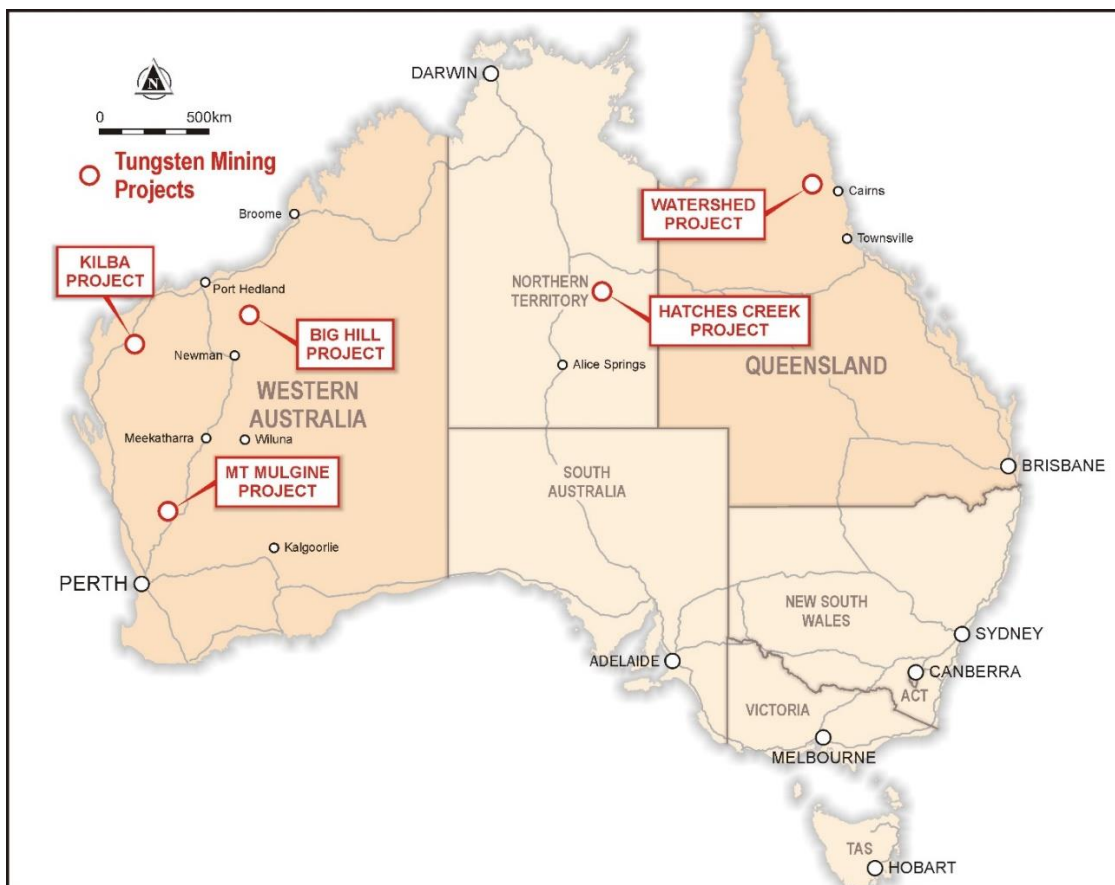 DARWIN
N
0 500km
Tungsten Mining
Projects
WATERSHED
PROJECT
Cairns
Broome
Townsville
KILBA
PROJECT
Port Hedland
NORTHERN
TERRITORY
HATCHES CREEK
PROJECT
BIG HILL
PROJECT
Newman
Alice Springs
QUEENSLAND
WESTERN
AUSTRALIA
Meekatharra
Wiluna
BRISBANE
MT MULGINE
PROJECT
SOUTH
AUSTRALIA
Kalgoorlie
PERTH
NEW SOUTH
WALES
SYDNEY
ADELAIDE
CANBERRA
ACT
VICTORIA
MELBOURNE
TAS
HOBART